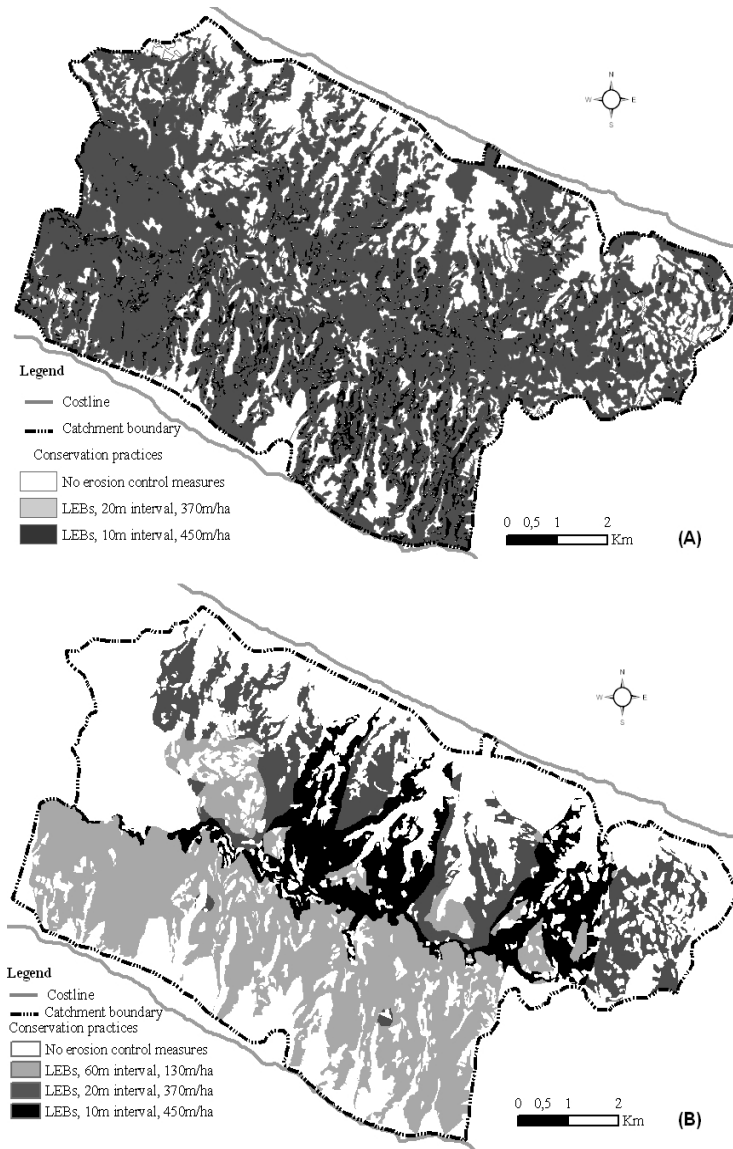 N
W E
S
Legend
Costline
Catchment boundary
Conservation practices
No erosion control measures
LEBs, 20m interval, 370m/ha
LEBs, 10m interval, 450m/ha
0 0,5 1 2
Km
(A)
N
W E
S
Legend
Costline
Catchment boundary
Conservation practices
No erosion control measures
LEBs, 60m interval, 130m/ha
LEBs, 20m interval, 370m/ha
LEBs, 10m interval, 450m/ha
0 0,5 1 2
Km
(B)